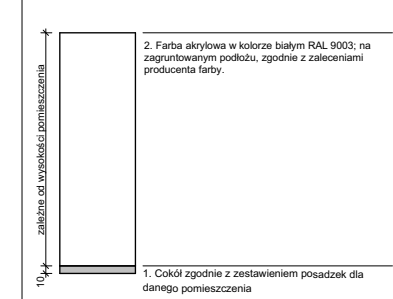 2. Farba akrylowa w kolorze białym RAL 9003; na
zagruntowanym podłożu, zgodnie z zaleceniami
producenta farby.
zależne od wysokości pomieszczenia
10
1. Cokół zgodnie z zestawieniem posadzek dla
danego pomieszczenia